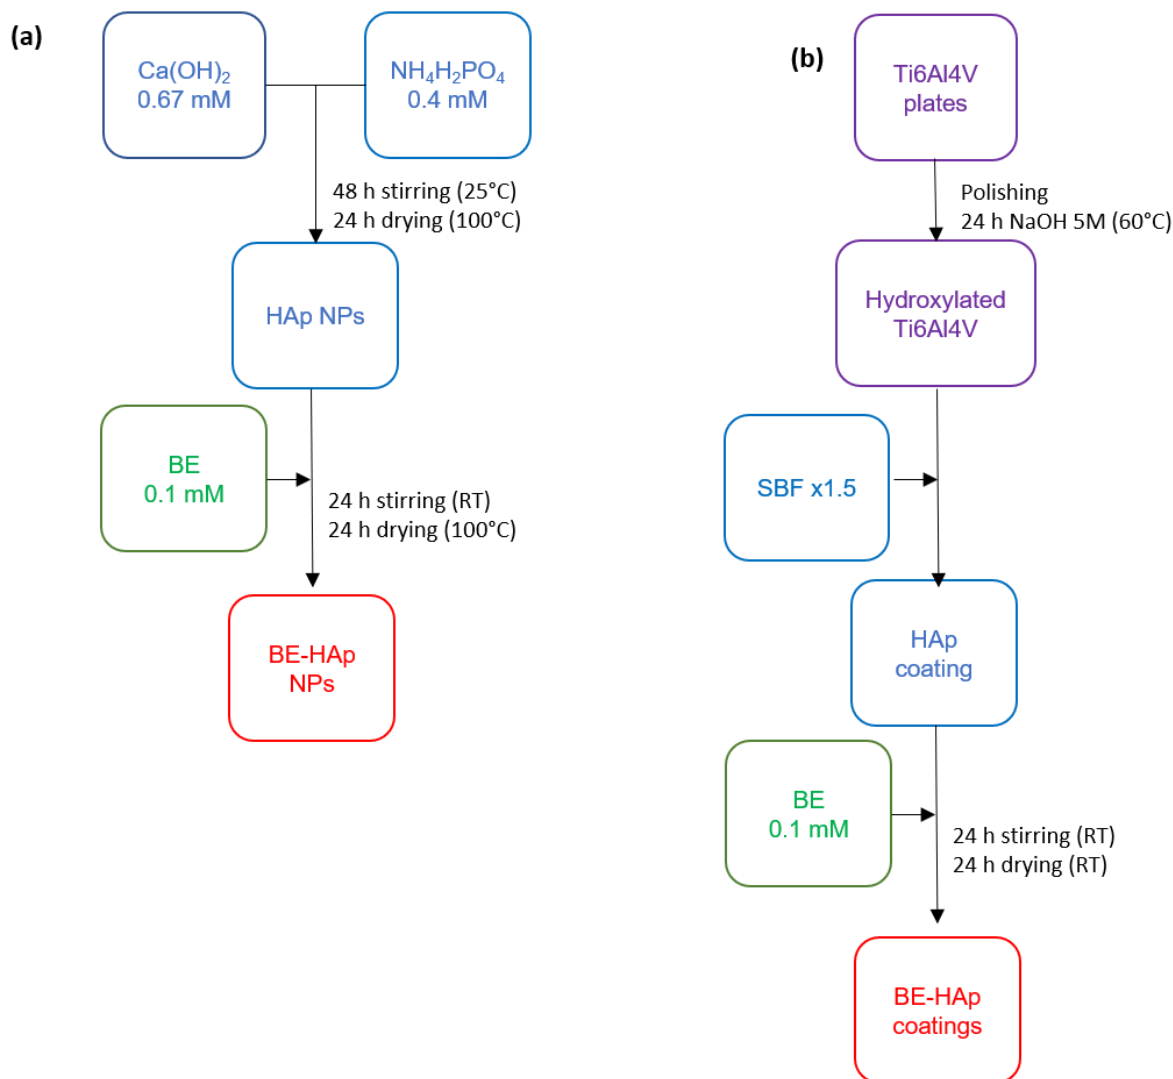 (a)
Ca(OH)₂
0.67 mM
NH₄H₂PO₄
0.4 mM
48 h stirring (25°C)
24 h drying (100°C)
HAp NPs
BE
0.1 mM
24 h stirring (RT)
24 h drying (100°C)
BE-HAp
NPs
(b)
Ti6Al4V
plates
Polishing
24 h NaOH 5M (60°C)
Hydroxylated
Ti6Al4V
SBF x1.5
HAp
coating
BE
0.1 mM
24 h stirring (RT)
24 h drying (RT)
BE-HAp
coatings